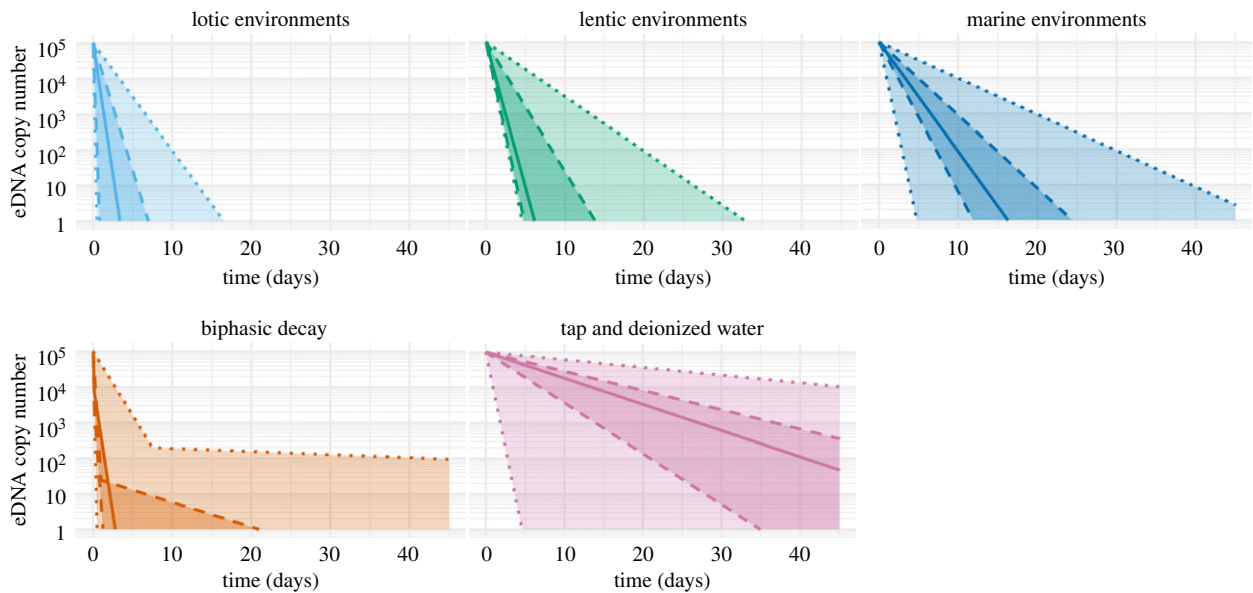 lotic environments
lentic environments
marine environments
eDNA copy number
10⁵
10⁴
10³
10²
10
1
0 10 20 30 40
0 10 20 30 40
0 10 20 30 40
time (days)
time (days)
time (days)
biphasic decay
tap and deionized water
eDNA copy number
10⁵
10⁴
10³
10²
10
1
0 10 20 30 40
0 10 20 30 40
time (days)
time (days)